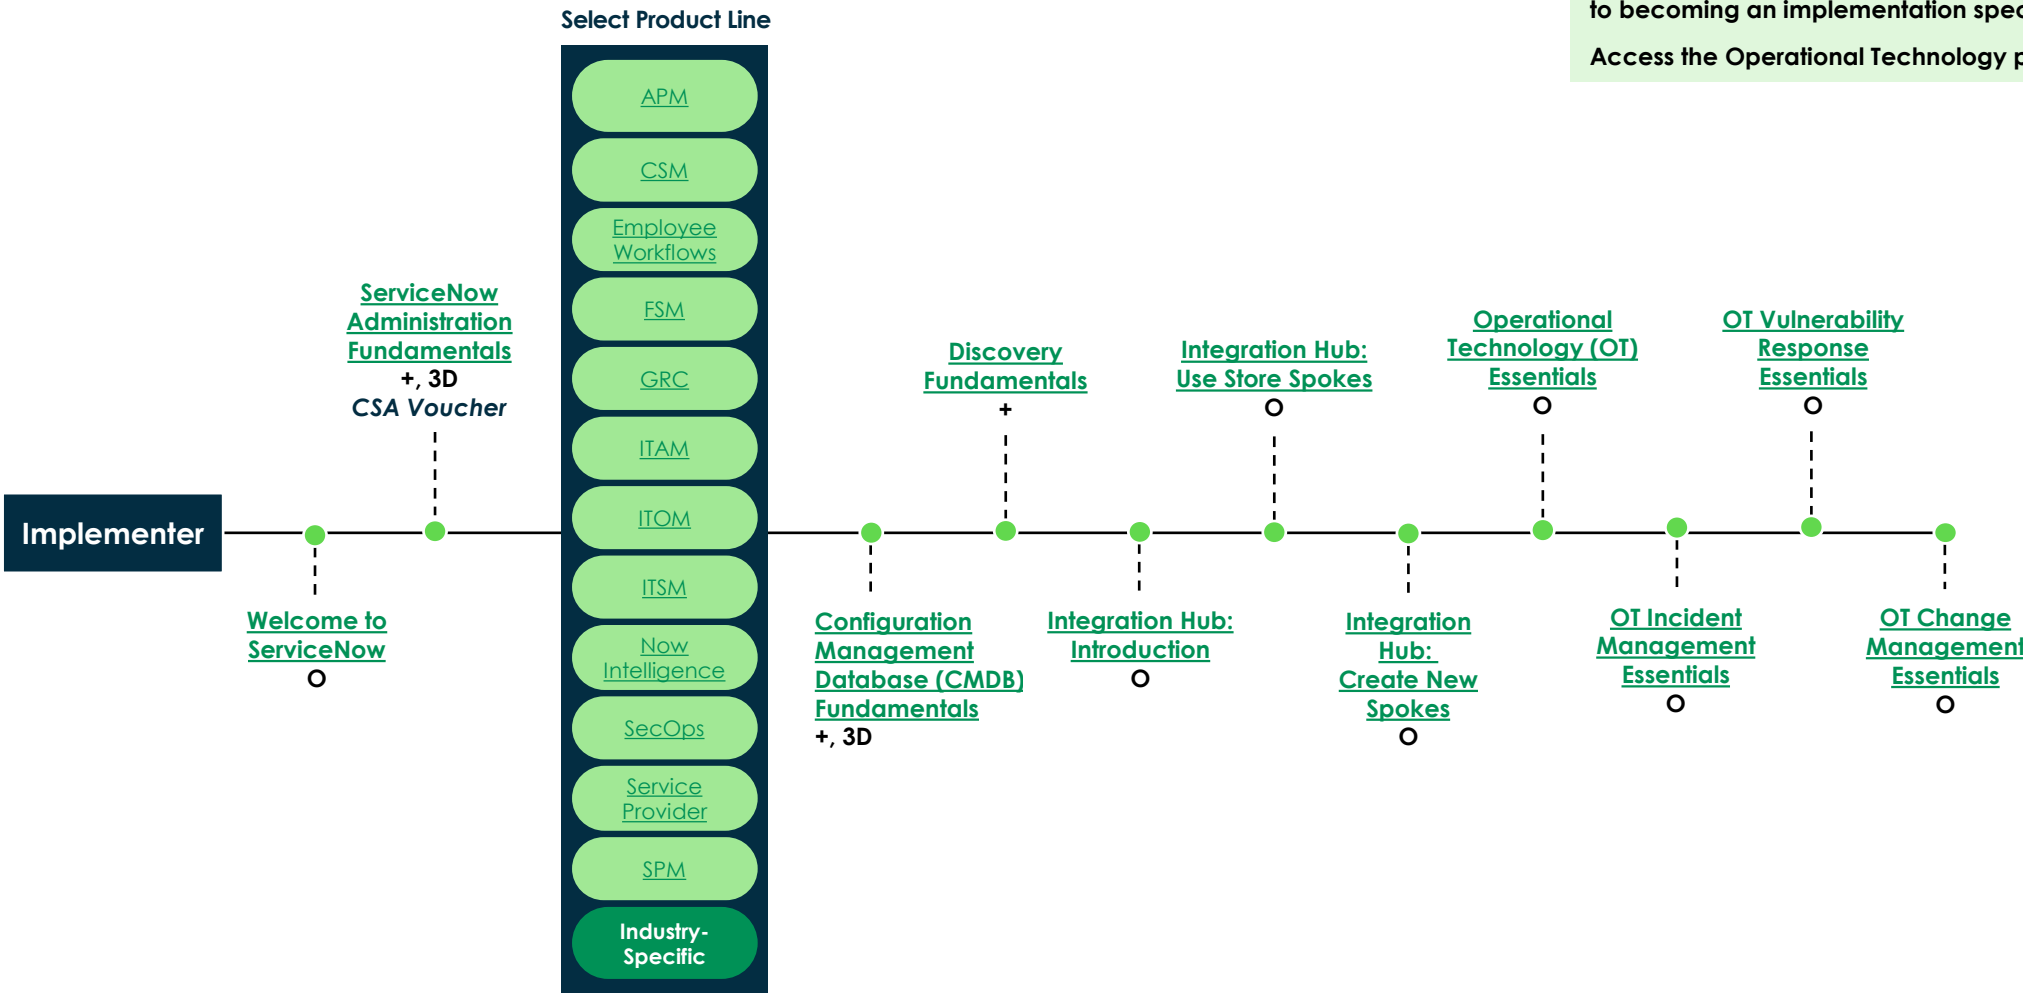 Select Product Line
to becoming an implementation
Access the Operational Technology
APM
CSM
Employee
Workflows
FSM
GRC
ITAM
ITOM
ITSM
Now
Intelligence
SecOps
Service
Provider
SPM
Industry-
Specific
Implementer
Welcome to
ServiceNow
O
ServiceNow
Administration
Fundamentals
+, 3D
CSA Voucher
Configuration
Management
Database (CMDB)
Fundamentals
+, 3D
Discovery
Fundamentals
+
Integration Hub:
Introduction
O
Integration Hub:
Use Store Spokes
O
Integration
Hub:
Create New
Spokes
O
Operational
Technology (OT)
Essentials
O
OT Incident
Management
Essentials
O
OT Vulnerability
Response
Essentials
O
OT Change
Management
Essentials
O